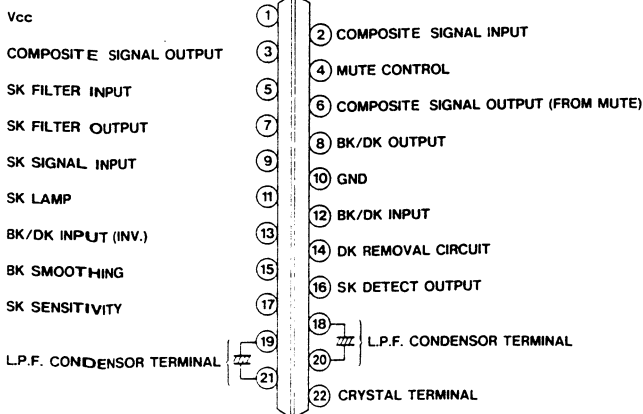 Vcc 1
2 COMPOSITE SIGNAL INPUT
COMPOSITE SIGNAL OUTPUT 3
4 MUTE CONTROL
SK FILTER INPUT 5
6 COMPOSITE SIGNAL OUTPUT (FROM MUTE)
SK FILTER OUTPUT 7
8 BK/DK OUTPUT
SK SIGNAL INPUT 9
10 GND
SK LAMP 11
12 BK/DK INPUT
BK/DK INPUT (INV.) 13
14 DK REMOVAL CIRCUIT
BK SMOOTHING 15
16 SK DETECT OUTPUT
SK SENSITIVITY 17
18
L.P.F. CONDENSOR TERMINAL
19
L.P.F. CONDENSOR TERMINAL
20
21
22 CRYSTAL TERMINAL